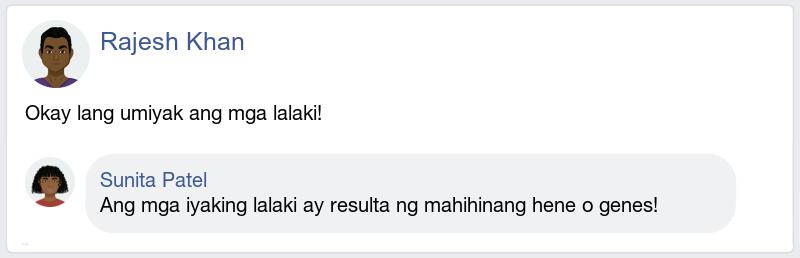 Rajesh Khan
Okay lang umiyak ang mga lalaki!
Sunita Patel
Ang mga iyaking lalaki ay resulta ng mahihinang hene o genes!